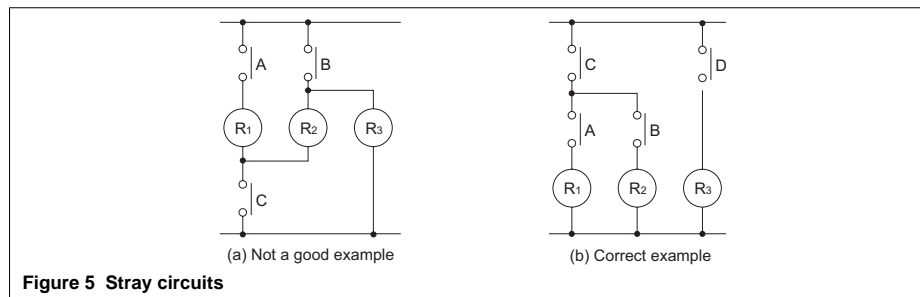 A
B
R1
R2
R3
C
(a) Not a good example
C
D
A
B
R1
R2
R3
(b) Correct example
Figure 5 Stray circuits